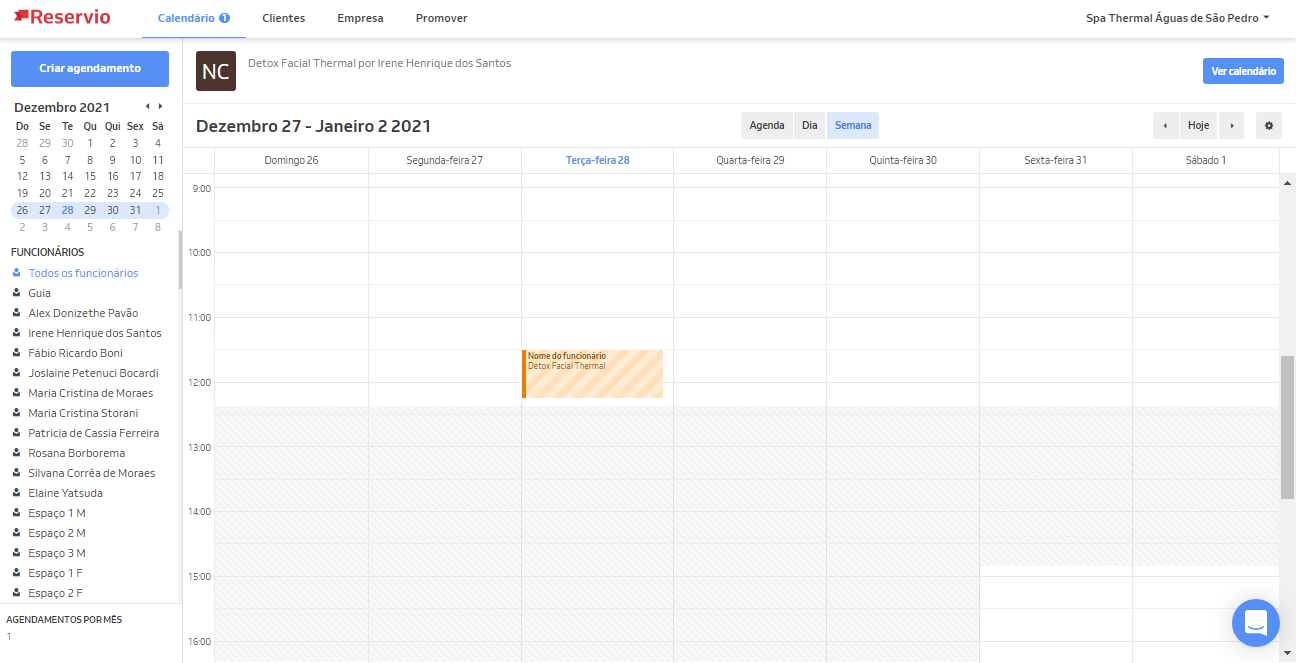 Reservio
Calendário 1
Clientes
Empresa
Promover
Spa Thermal Águas de São Pedro
Criar agendamento
NC
Detox Facial Thermal por Irene Henrique dos Santos
Ver calendário
Dezembro 2021
Do Se Te Qu Qui Sex Sá
28 29 30 1 2 3 4
5 6 7 8 9 10 11
12 13 14 15 16 17 18
19 20 21 22 23 24 25
26 27 28 29 30 31 1
2 3 4 5 6 7 8
FUNCIONÁRIOS
Todos os funcionários
Guia
Alex Donizethe Pavão
Irene Henrique dos Santos
Fábio Ricardo Boni
Joslaine Petenuci Bocardi
Maria Cristina de Moraes
Maria Cristina Storani
Patricia de Cassia Ferreira
Rosana Borborema
Silvana Corrêa de Moraes
Elaine Yatsuda
Espaço 1 M
Espaço 2 M
Espaço 3 M
Espaço 1 F
Espaço 2 F
AGENDAMENTOS POR MÊS
1
Dezembro 27 - Janeiro 2 2021
Agenda Dia Semana
Hoje
Domingo 26 Segunda-feira 27 Terça-feira 28 Quarta-feira 29 Quinta-feira 30 Sexta-feira 31 Sábado 1
9:00
10:00
11:00
Nome do funcionário
Detox Facial Thermal
12:00
13:00
14:00
15:00
16:00